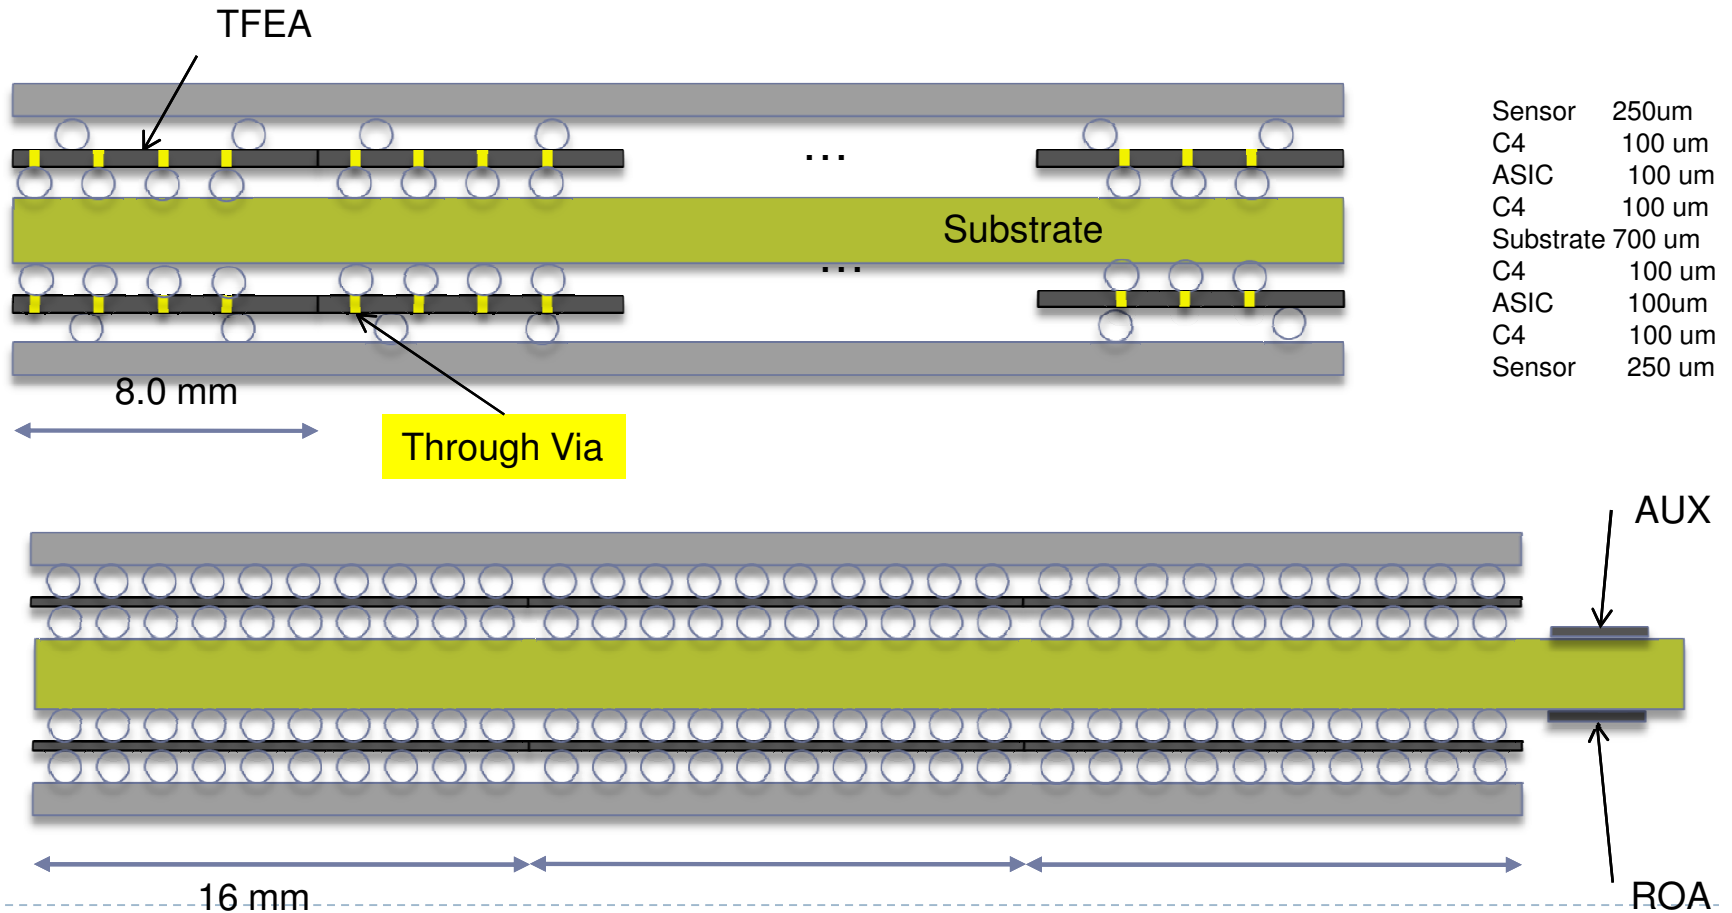 TFEA
Sensor 250um
C4 100 um
ASIC 100 um
C4 100 um
Substrate 700 um
C4 100 um
ASIC 100um
C4 100 um
Sensor 250 um
...
Substrate
...
8.0 mm
Through Via
AUX
16 mm
ROA